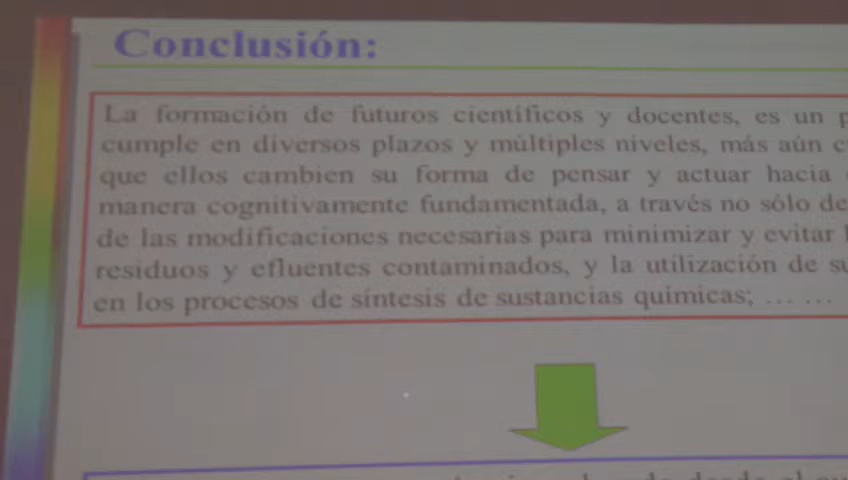 Conclusión:
La formación de futuros científicos y docentes, es un
cumple en diversos plazos y múltiples niveles, más aún
que ellos cambien su forma de pensar y actuar hacia
manera cognitivamente fundamentada, a través no sólo de
de las modificaciones necesarias para minimizar y evitar
residuos y efluentes contaminados, y la utilización de
en los procesos de síntesis de sustancias químicas; ... ...